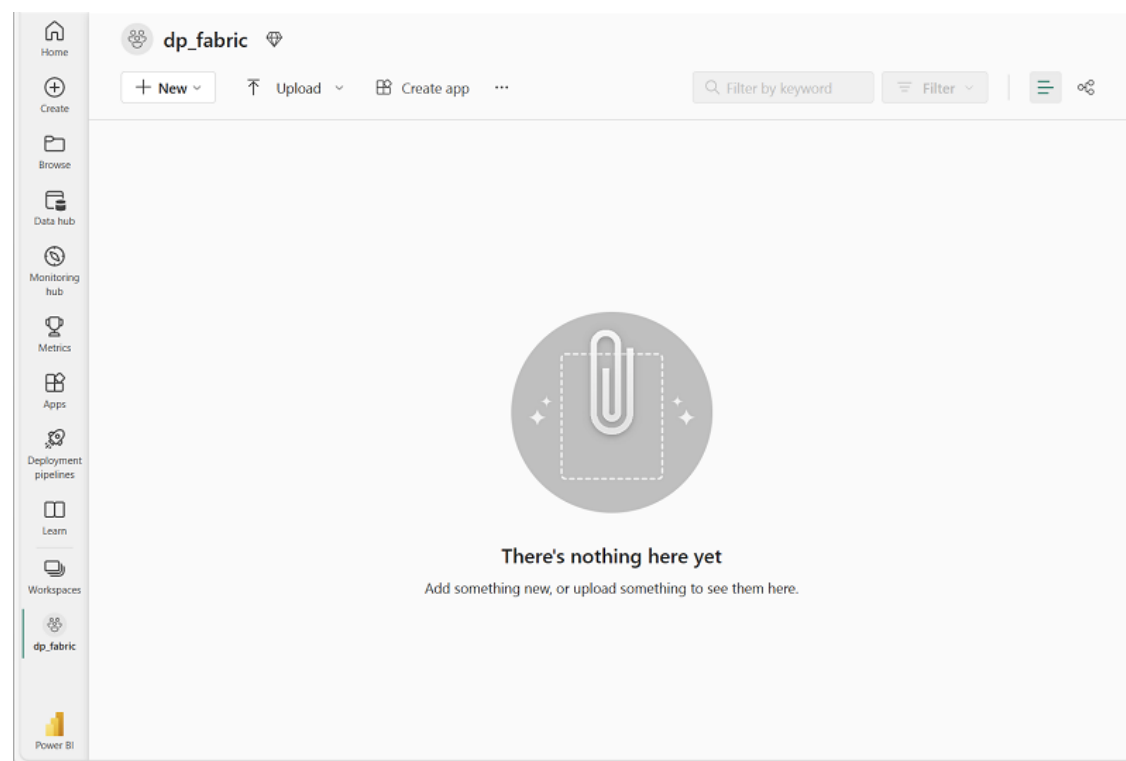 Home
Create
Browse
Data hub
Monitoring
hub
Metrics
Apps
Deployment
pipelines
Learn
Workspaces
dp_fabric
Power BI
dp_fabric
New
Upload
Create app
...
Filter by keyword
Filter
There's nothing here yet
Add something new, or upload something to see them here.